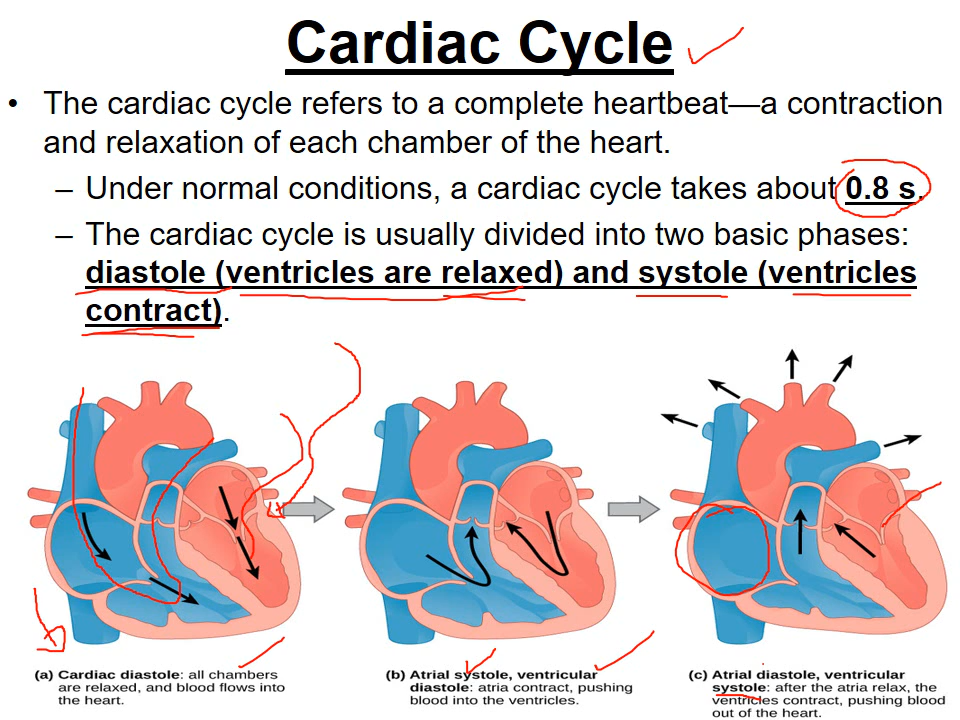 Cardiac Cycle
• The cardiac cycle refers to a complete heartbeat—a contraction
and relaxation of each chamber of the heart.
– Under normal conditions, a cardiac cycle takes about 0.8 s.
– The cardiac cycle is usually divided into two basic phases:
diastole (ventricles are relaxed) and systole (ventricles
contract).
(a) Cardiac diastole: all chambers
are relaxed, and blood flows into
the heart.
(b) Atrial systole, ventricular
diastole: atria contract, pushing
blood into the ventricles.
(c) Atrial diastole, ventricular
systole: after the atria relax, the
ventricles contract, pushing blood
out of the heart.